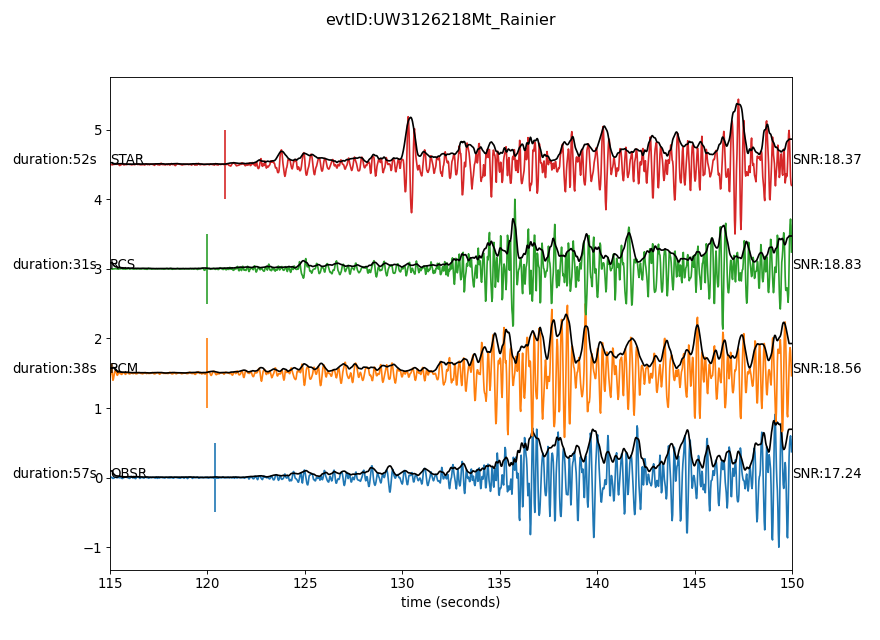 evtID:UW3126218Mt_Rainier
5
duration:52s STAR SNR:18.37
4
duration:31s 3 RCS SNR:18.83
2
duration:38s RCM SNR:18.56
1
duration:57s 0 OBSR SNR:17.24
−1
115 120 125 130 135 140 145 150
time (seconds)